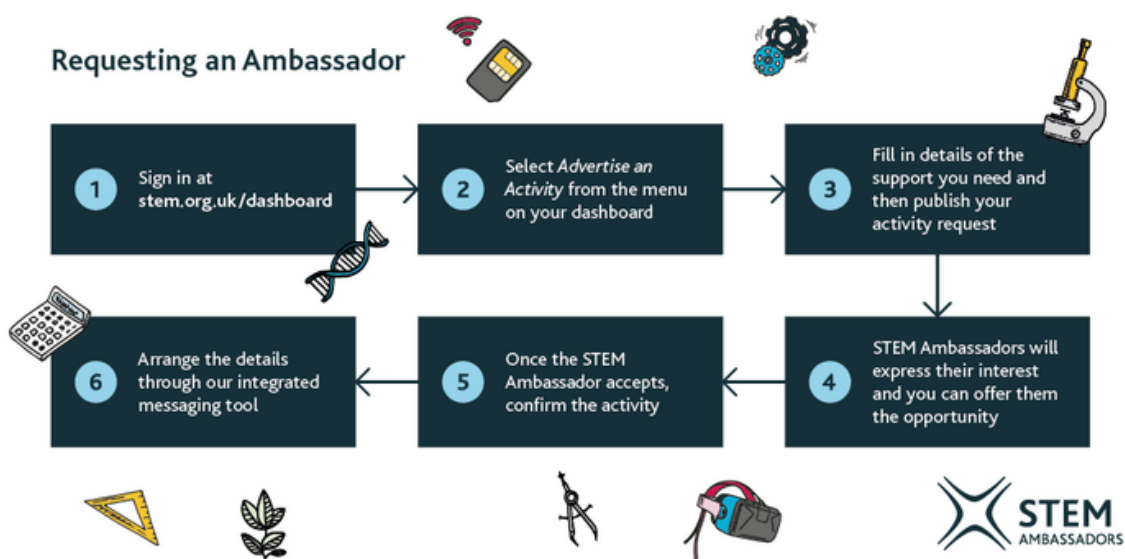 Requesting an Ambassador
1
Sign in at
stem.org.uk/dashboard
2
Select Advertise an
Activity from the menu
on your dashboard
3
Fill in details of the
support you need and
then publish your
activity request
4
STEM Ambassadors will
express their interest
and you can offer them
the opportunity
5
Once the STEM
Ambassador accepts,
confirm the activity
6
Arrange the details
through our integrated
messaging tool
STEM
AMBASSADORS